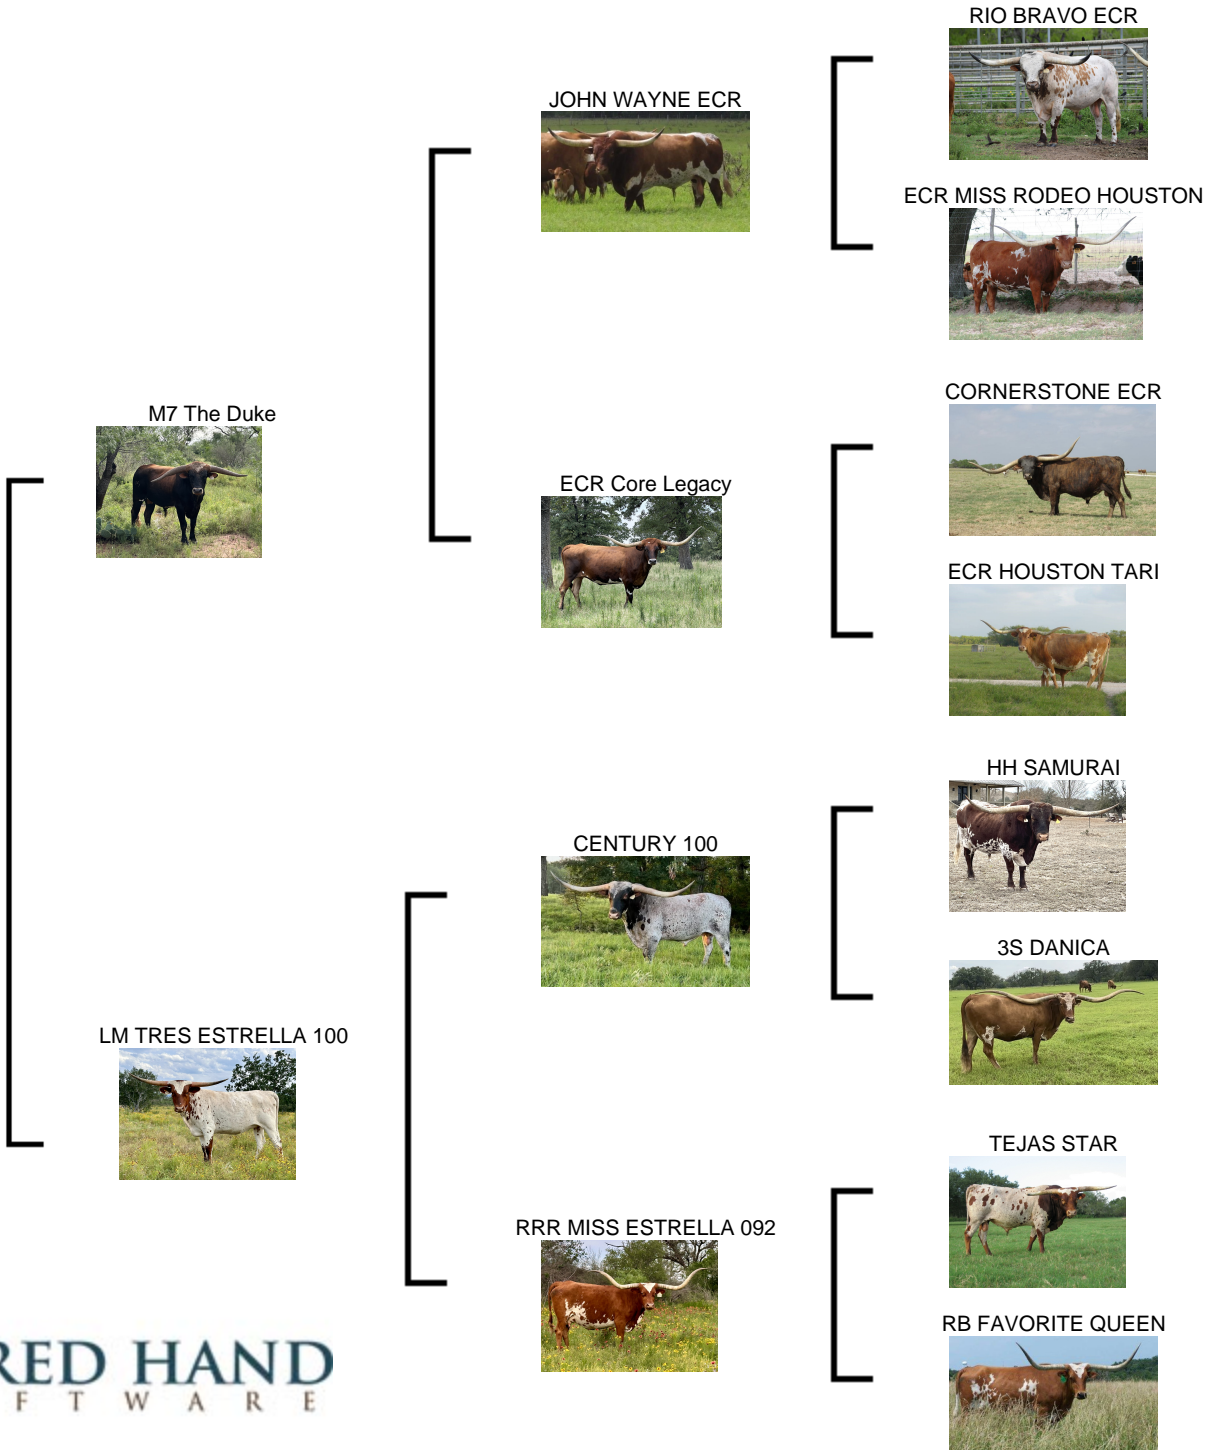 RIO BRAVO ECR
JOHN WAYNE ECR
ECR MISS RODEO HOUSTON
CORNERSTONE ECR
M7 The Duke
ECR Core Legacy
ECR HOUSTON TARI
HH SAMURAI
CENTURY 100
3S DANICA
LM TRES ESTRELLA 100
TEJAS STAR
RRR MISS ESTRELLA 092
RB FAVORITE QUEEN
RED HAND
F T W A R E